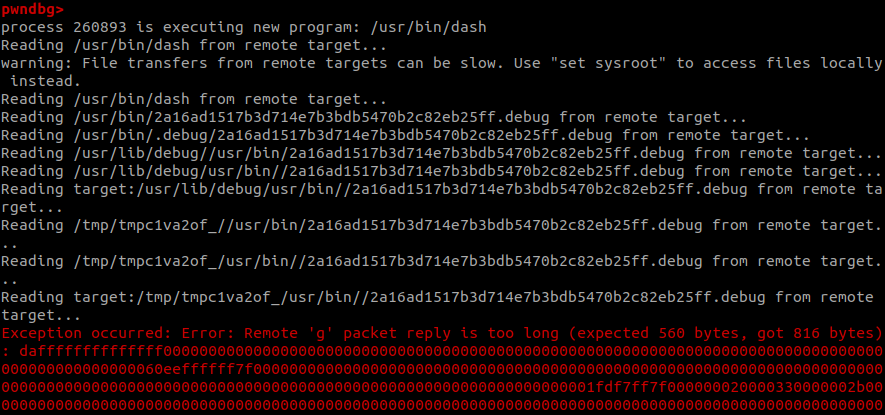 pwndbg>
process 260893 is executing new program: /usr/bin/dash
Reading /usr/bin/dash from remote target...
warning: File transfers from remote targets can be slow. Use "set sysroot" to access files locally
 instead.
Reading /usr/bin/dash from remote target...
Reading /usr/bin/2a16ad1517b3d714e7b3bdb5470b2c82eb25ff.debug from remote target...
Reading /usr/bin/.debug/2a16ad1517b3d714e7b3bdb5470b2c82eb25ff.debug from remote target...
Reading /usr/lib/debug//usr/bin/2a16ad1517b3d714e7b3bdb5470b2c82eb25ff.debug from remote target...
Reading /usr/lib/debug/usr/bin//2a16ad1517b3d714e7b3bdb5470b2c82eb25ff.debug from remote target...
Reading target:/usr/lib/debug/usr/bin//2a16ad1517b3d714e7b3bdb5470b2c82eb25ff.debug from remote ta
rget...
Reading /tmp/tmpc1va2of_//usr/bin/2a16ad1517b3d714e7b3bdb5470b2c82eb25ff.debug from remote target.
..
Reading /tmp/tmpc1va2of_/usr/bin//2a16ad1517b3d714e7b3bdb5470b2c82eb25ff.debug from remote target.
..
Reading target:/tmp/tmpc1va2of_/usr/bin//2a16ad1517b3d714e7b3bdb5470b2c82eb25ff.debug from remote
target...
Exception occurred: Error: Remote 'g' packet reply is too long (expected 560 bytes, got 816 bytes)
: daffffffffffffff00000000000000000000000000000000000000000000000000000000000000000000000000000000
000000000000000060eeffffff7f0000000000000000000000000000000000000000000000000000000000000000000000
000000000000000000000000000000000000000000000000000000000000000001fdf7ff7f000000020000330000002b00
00000000000000000000000000000000000000000000000000000000000000000000000000000000000000000000000000